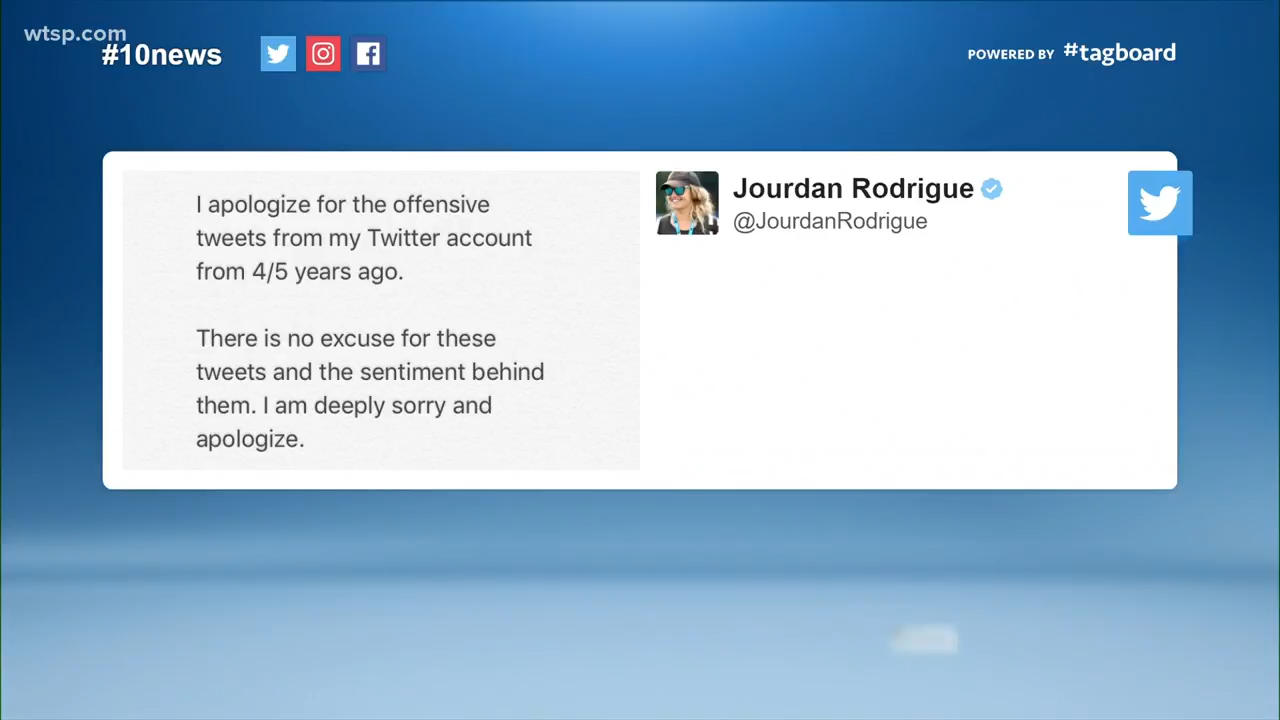 wtsp.com
#10news
POWERED BY #tagboard
I apologize for the offensive
tweets from my Twitter account
from 4/5 years ago.
There is no excuse for these
tweets and the sentiment behind
them. I am deeply sorry and
apologize.
Jourdan Rodrigue
@JourdanRodrigue